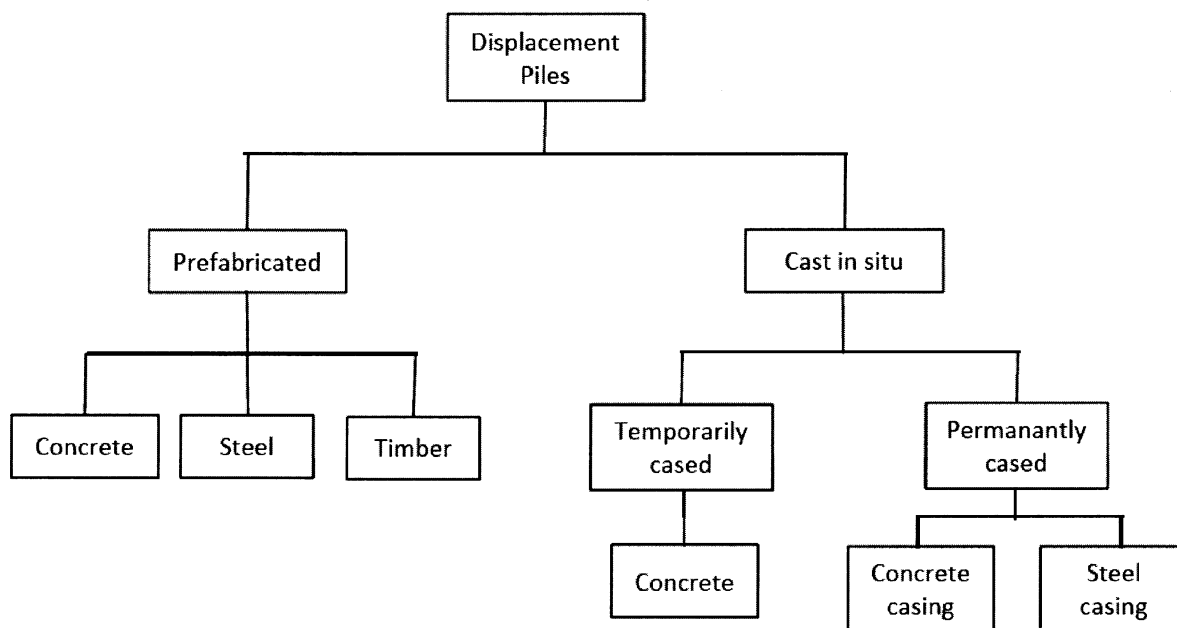 Displacement
Piles
Prefabricated
Cast in situ
Concrete
Steel
Timber
Temporarily
cased
Permanantly
cased
Concrete
Concrete
casing
Steel
casing